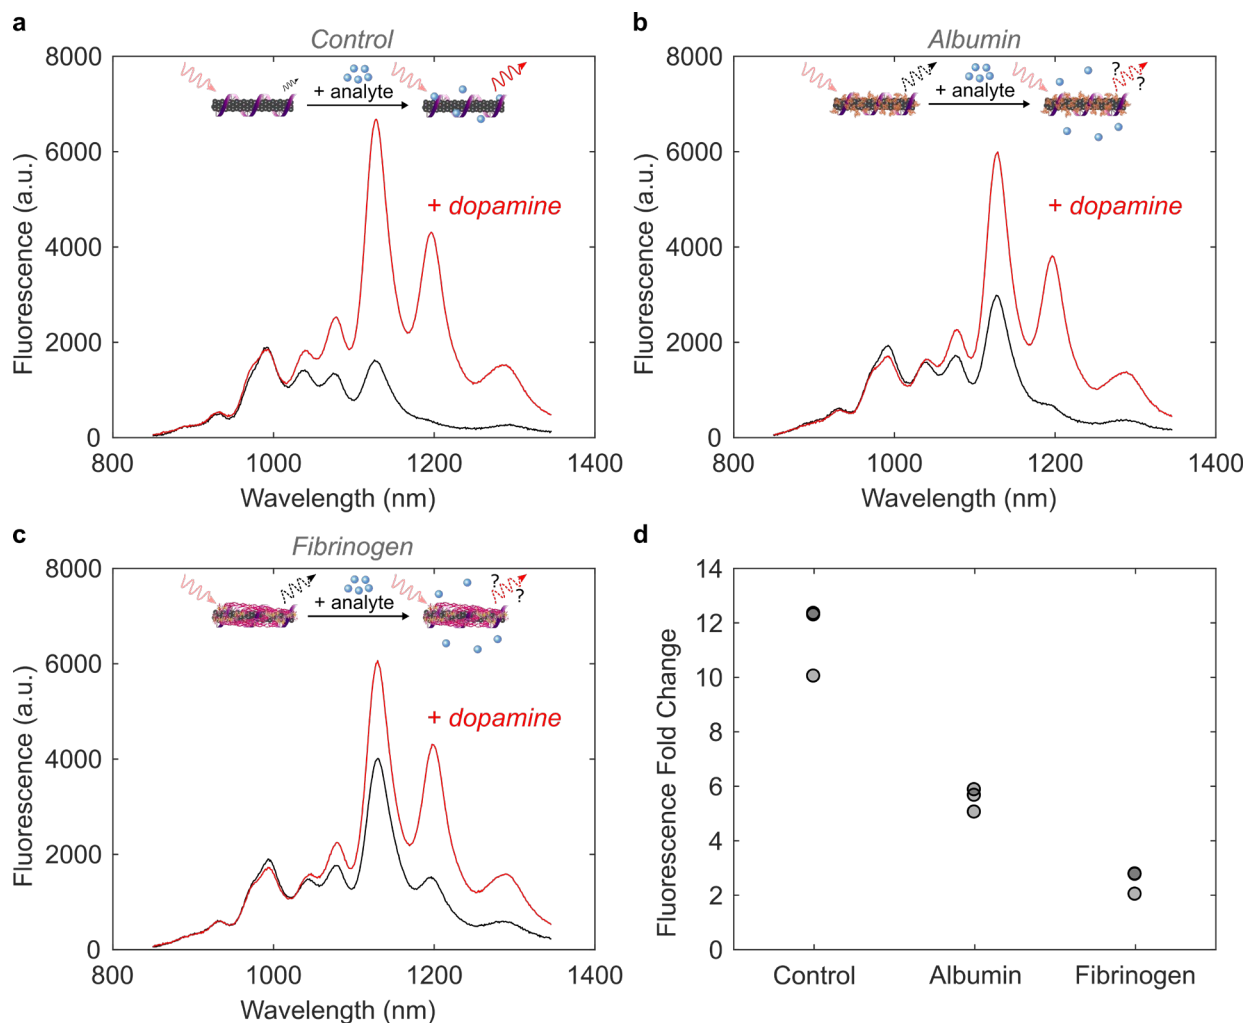 a
Control
8000
6000
4000
2000
0
Fluorescence (a.u.)
+ analyte
+ dopamine
800
1000
1200
1400
Wavelength (nm)
b
Albumin
8000
6000
4000
2000
0
Fluorescence (a.u.)
+ analyte
?
?
+ dopamine
800
1000
1200
1400
Wavelength (nm)
c
Fibrinogen
8000
6000
4000
2000
0
Fluorescence (a.u.)
+ analyte
?
?
+ dopamine
800
1000
1200
1400
Wavelength (nm)
d
14
12
10
8
6
4
2
0
Fluorescence Fold Change
Control
Albumin
Fibrinogen